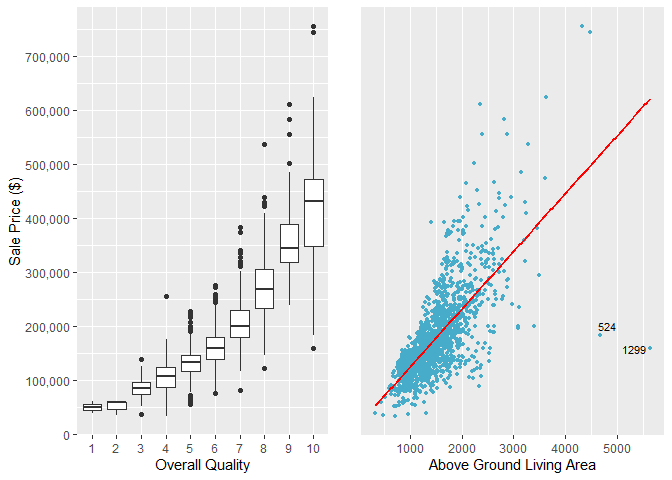 Sale Price ($)
700,000
600,000
500,000
400,000
300,000
200,000
100,000
0
1 2 3 4 5 6 7 8 9 10
Overall Quality
524
1299
1000 2000 3000 4000 5000
Above Ground Living Area